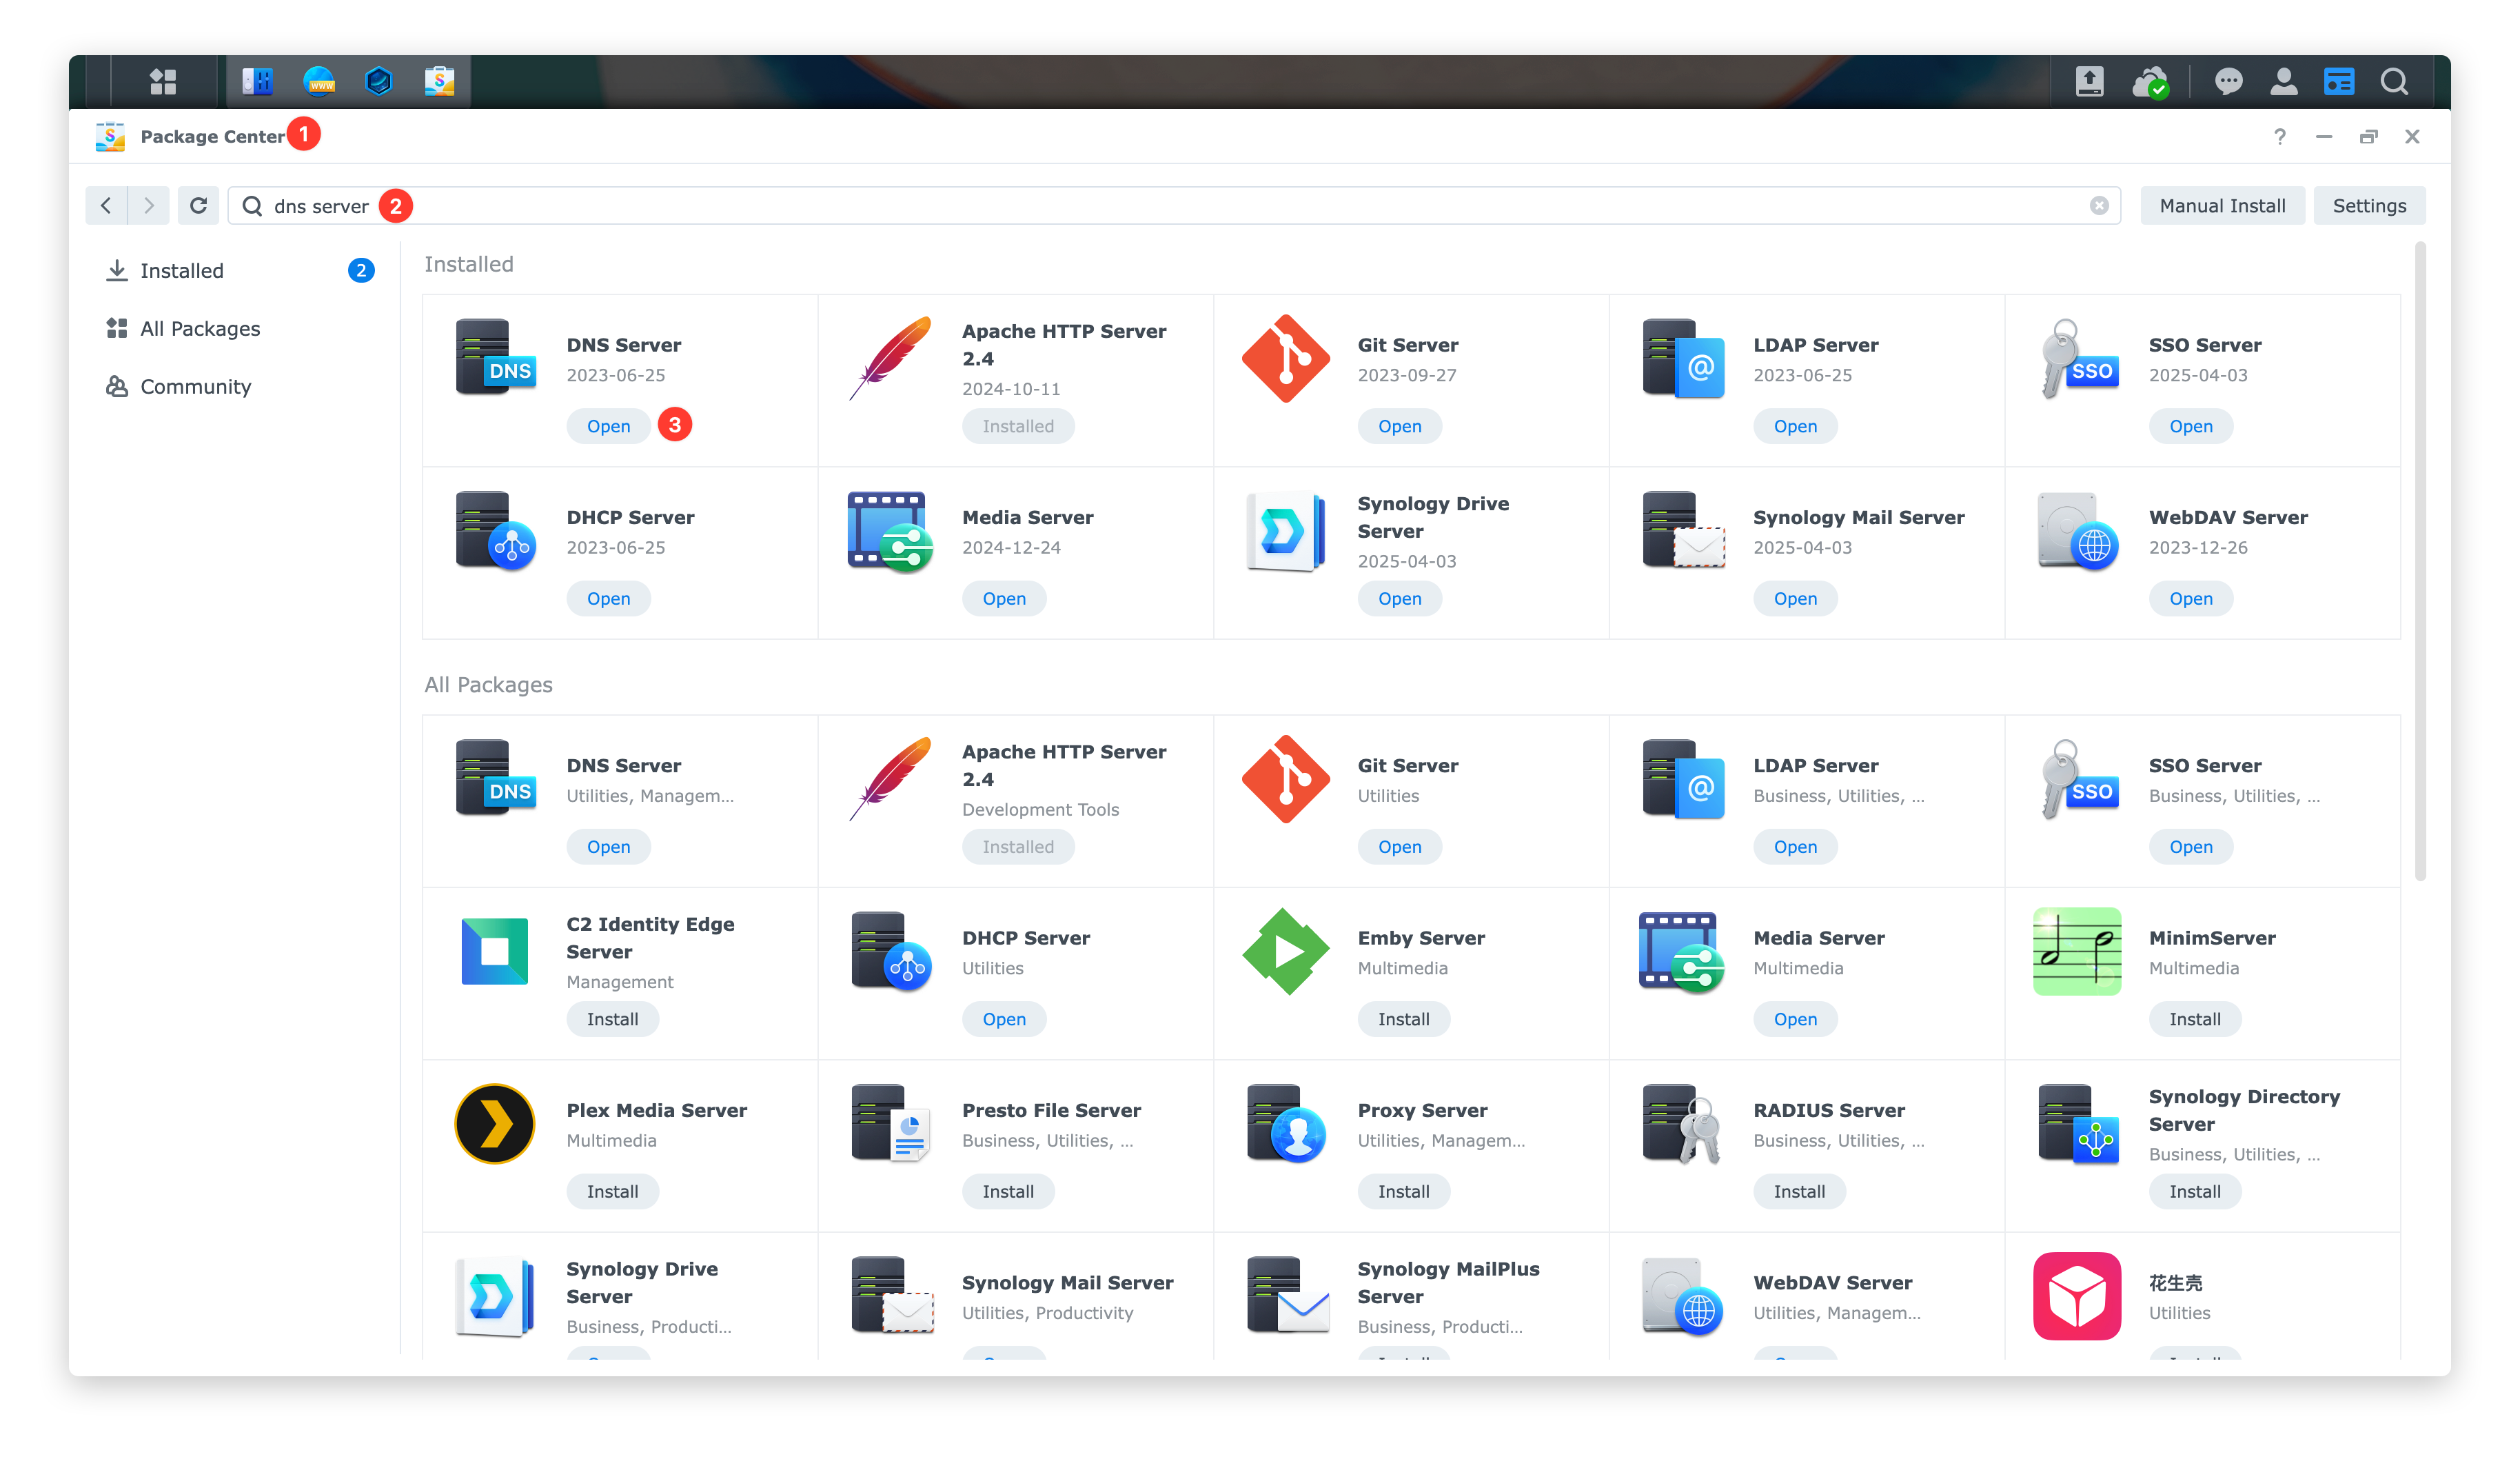 Package Center 1
dns server 2
Manual Install
Settings
Installed 2
All Packages
Community
Installed
DNS Server
2023-06-25
Open 3
Apache HTTP Server
2.4
2024-10-11
Installed
Git Server
2023-09-27
Open
LDAP Server
2023-06-25
Open
SSO
SSO Server
2025-04-03
Open
DNS
DHCP Server
2023-06-25
Open
Media Server
2024-12-24
Open
Synology Drive
Server
2025-04-03
Open
Synology Mail Server
2025-04-03
Open
WebDAV Server
2023-12-26
Open
All Packages
DNS
DNS Server
Utilities, Managem...
Open
Apache HTTP Server
2.4
Development Tools
Installed
Git Server
Utilities
Open
LDAP Server
Business, Utilities, ...
Open
SSO
SSO Server
Business, Utilities, ...
Open
C2 Identity Edge
Server
Management
Install
DHCP Server
Utilities
Open
Emby Server
Multimedia
Install
Media Server
Multimedia
Open
MinimServer
Multimedia
Install
Plex Media Server
Multimedia
Install
Presto File Server
Business, Utilities, ...
Install
Proxy Server
Utilities, Managem...
Install
RADIUS Server
Business, Utilities, ...
Install
Synology Directory
Server
Business, Utilities, ...
Install
Synology Drive
Server
Business, Producti...
Synology Mail Server
Utilities, Productivity
Synology MailPlus
Server
Business, Producti...
WebDAV Server
Utilities, Managem...
花生壳
Utilities